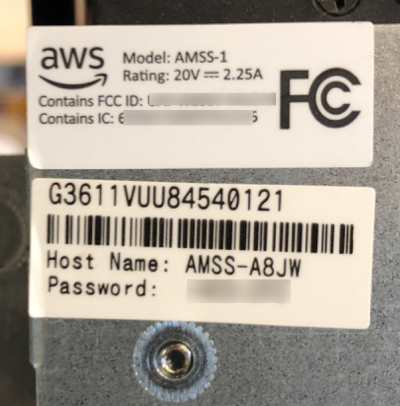 aws
Model: AMSS-1
Rating: 20V ⎓ 2.25A
Contains FCC ID:
Contains IC: 6
FC
G3611VUU84540121
Host Name: AMSS-A8JW
Password: